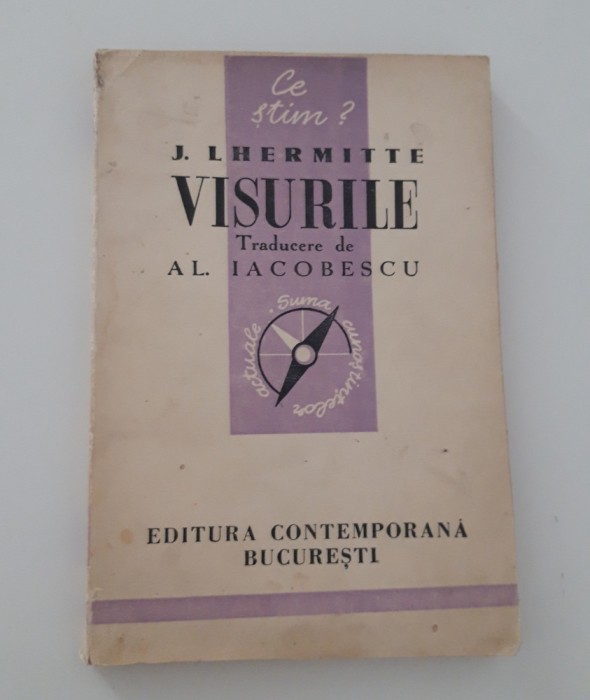 Ce
știm?
J. LHERMITTE
VISURILE
Traducere de
AL. IACOBESCU
Suma cunoștințelor actuale
EDITURA CONTEMPORANĂ
BUCUREȘTI